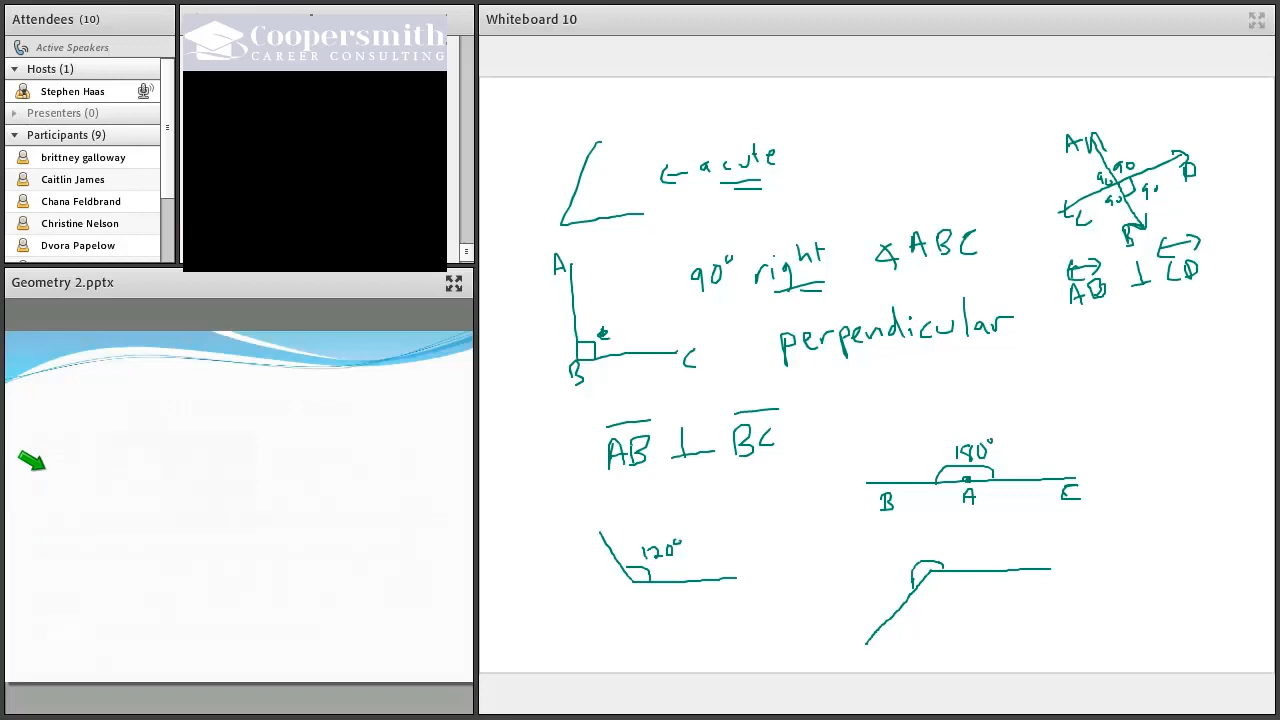 Attendees (10)
Active Speakers
Hosts (1)
Stephen Haas
Presenters (0)
Participants (9)
brittney galloway
Caitlin James
Chana Feldbrand
Christine Nelson
Dvora Papelow
Coopersmith
CAREER CONSULTING
Geometry 2.pptx
Whiteboard 10
← acute
A
B
C
90° right
∡ABC
perpendicular
A
90
D
90
90
90
C
B
AB ⊥ CD
AB ⊥ BC
180°
B
A
C
120°